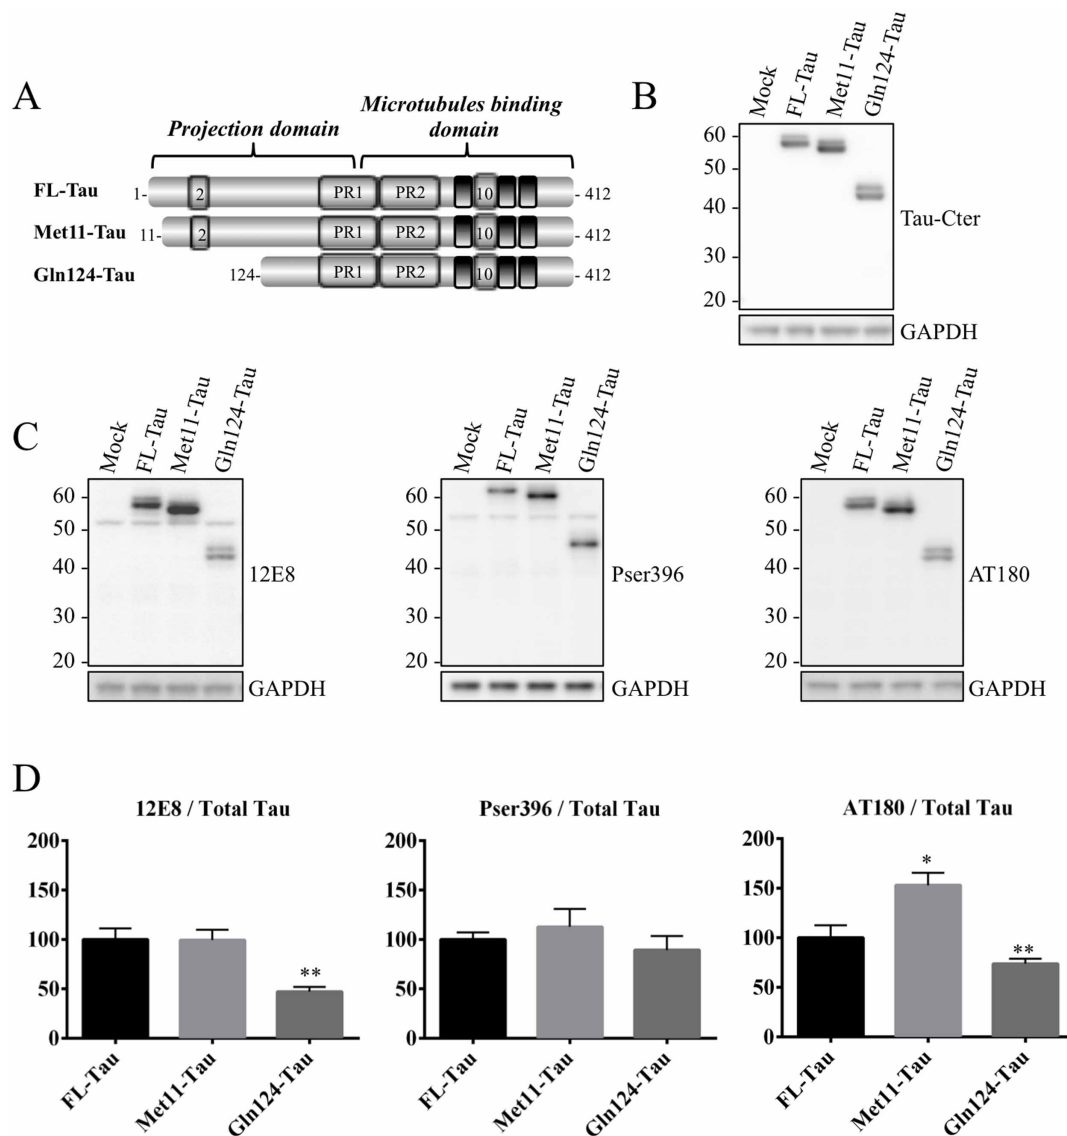 A
Projection domain
Microtubules binding
domain
FL-Tau
1-
2
PR1
PR2
10
- 412
Met11-Tau
11-
2
PR1
PR2
10
- 412
Gln124-Tau
124-
PR1
PR2
10
- 412
B
Mock
FL-Tau
Met11-Tau
Gln124-Tau
60
50
40
30
20
Tau-Cter
GAPDH
C
Mock
FL-Tau
Met11-Tau
Gln124-Tau
60
50
40
30
20
12E8
GAPDH
Mock
FL-Tau
Met11-Tau
Gln124-Tau
60
50
40
30
20
Pser396
GAPDH
Mock
FL-Tau
Met11-Tau
Gln124-Tau
60
50
40
30
20
AT180
GAPDH
D
12E8 / Total Tau
200
150
100
50
0
**
FL-Tau
Met11-Tau
Gln124-Tau
Pser396 / Total Tau
200
150
100
50
0
FL-Tau
Met11-Tau
Gln124-Tau
AT180 / Total Tau
200
150
100
50
0
*
**
FL-Tau
Met11-Tau
Gln124-Tau